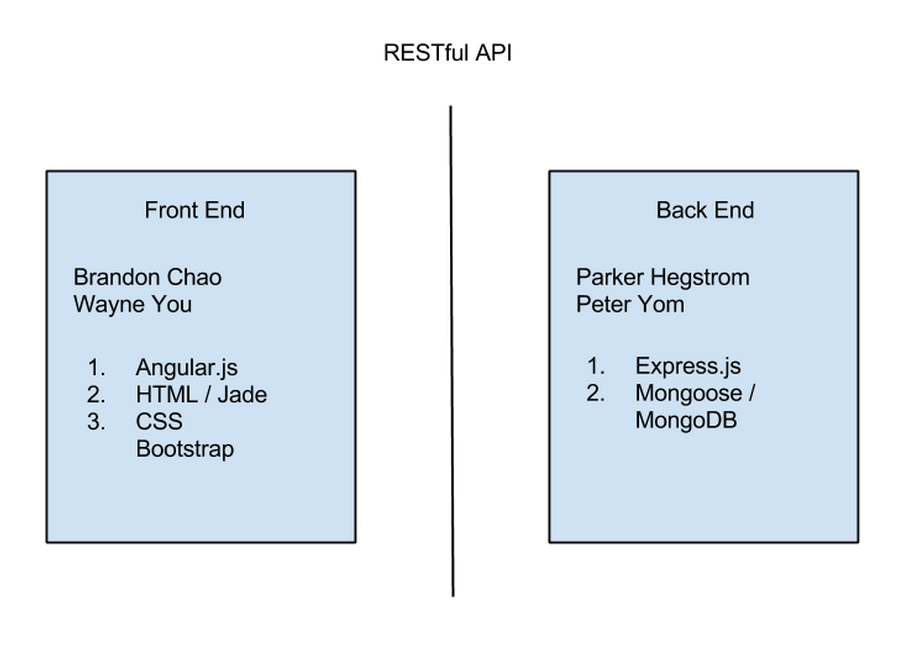 RESTful API
Front End
Brandon Chao
Wayne You
1. Angular.js
2. HTML / Jade
3. CSS
Bootstrap
Back End
Parker Hegstrom
Peter Yom
1. Express.js
2. Mongoose /
MongoDB